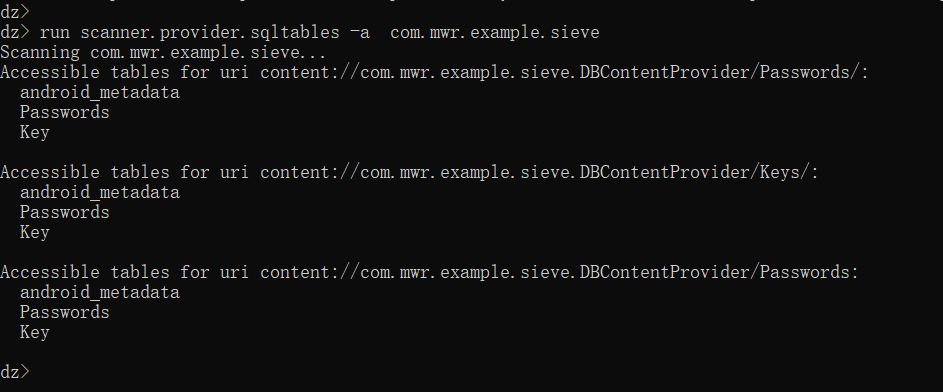 dz>
dz> run scanner.provider.sqltables -a  com.mwr.example.sieve
Scanning com.mwr.example.sieve...
Accessible tables for uri content://com.mwr.example.sieve.DBContentProvider/Passwords/:
  android_metadata
  Passwords
  Key

Accessible tables for uri content://com.mwr.example.sieve.DBContentProvider/Keys/:
  android_metadata
  Passwords
  Key

Accessible tables for uri content://com.mwr.example.sieve.DBContentProvider/Passwords:
  android_metadata
  Passwords
  Key

dz>